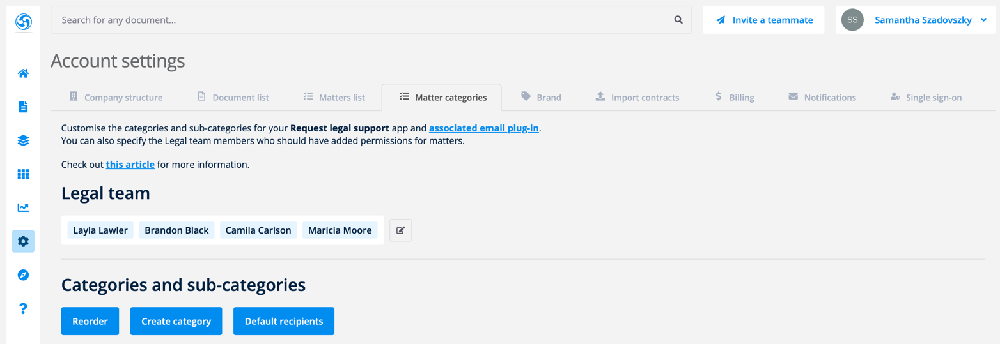 Search for any document...
Invite a teammate
SS
Samantha Szadovszky
Account settings
Company structure
Document list
Matters list
Matter categories
Brand
Import contracts
Billing
Notifications
Single sign-on
Customise the categories and sub-categories for your Request legal support app and associated email plug-in.
You can also specify the Legal team members who should have added permissions for matters.
Check out this article for more information.
Legal team
Layla Lawler
Brandon Black
Camila Carlson
Maricia Moore
Categories and sub-categories
Reorder
Create category
Default recipients